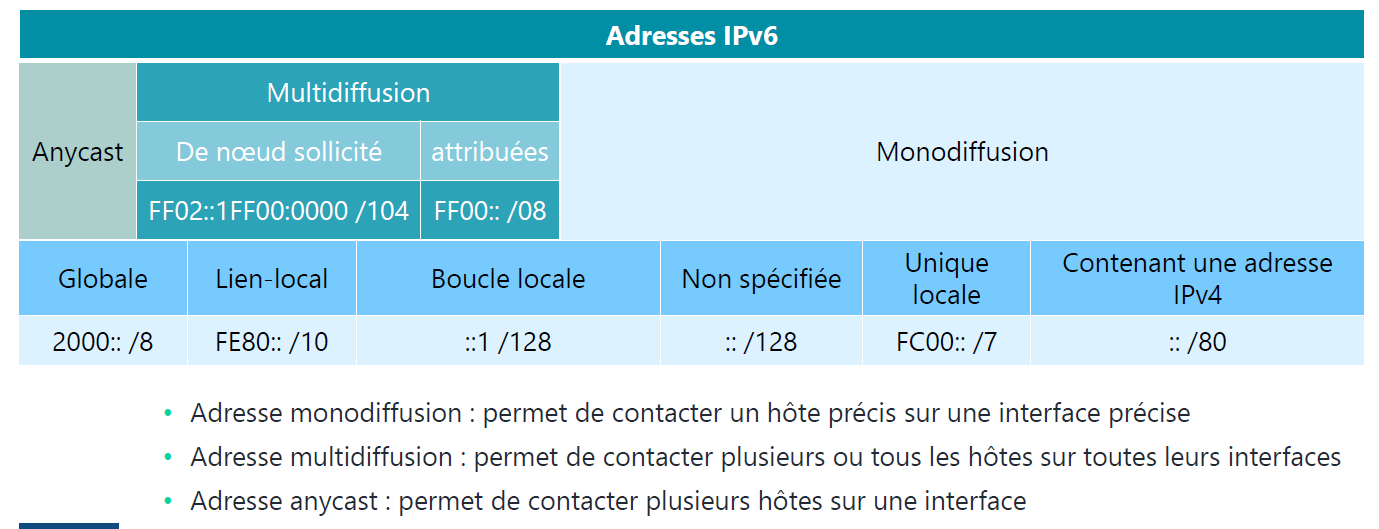 Adresses IPv6
Anycast
Multidiffusion
De nœud sollicité
attribuées
FF02::1FF00:0000 /104
FF00:: /08
Monodiffusion
Globale
Lien-local
Boucle locale
Non spécifiée
Unique
locale
Contenant une adresse
IPv4
2000:: /8
FE80:: /10
::1 /128
:: /128
FC00:: /7
:: /80
• Adresse monodiffusion : permet de contacter un hôte précis sur une interface précise
• Adresse multidiffusion : permet de contacter plusieurs ou tous les hôtes sur toutes leurs interfaces
• Adresse anycast : permet de contacter plusieurs hôtes sur une interface